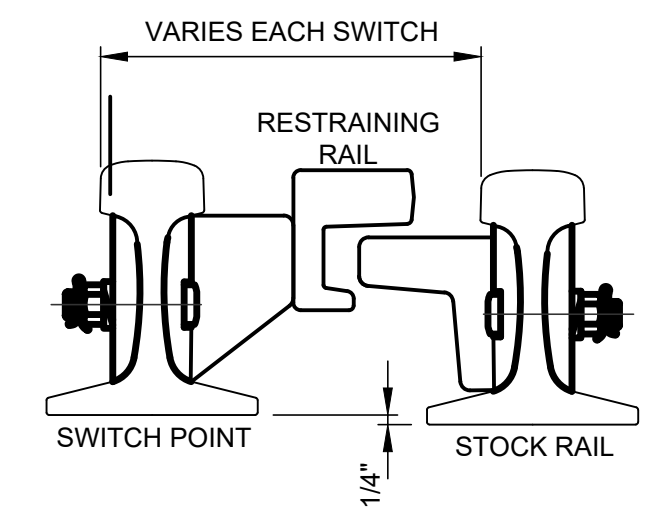 VARIES EACH SWITCH
RESTRAINING
RAIL
SWITCH POINT
STOCK RAIL
1/4"